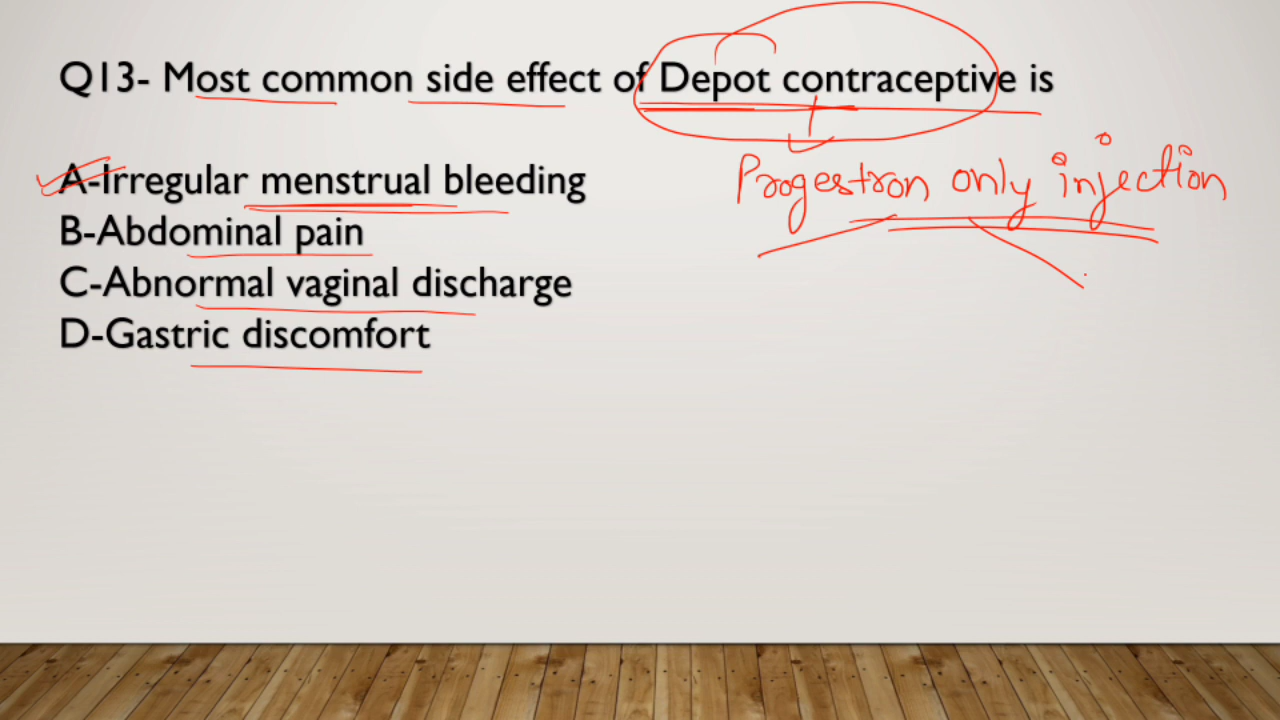 Q13- Most common side effect of Depot contraceptive is
Progestron only injection
A-Irregular menstrual bleeding
B-Abdominal pain
C-Abnormal vaginal discharge
D-Gastric discomfort